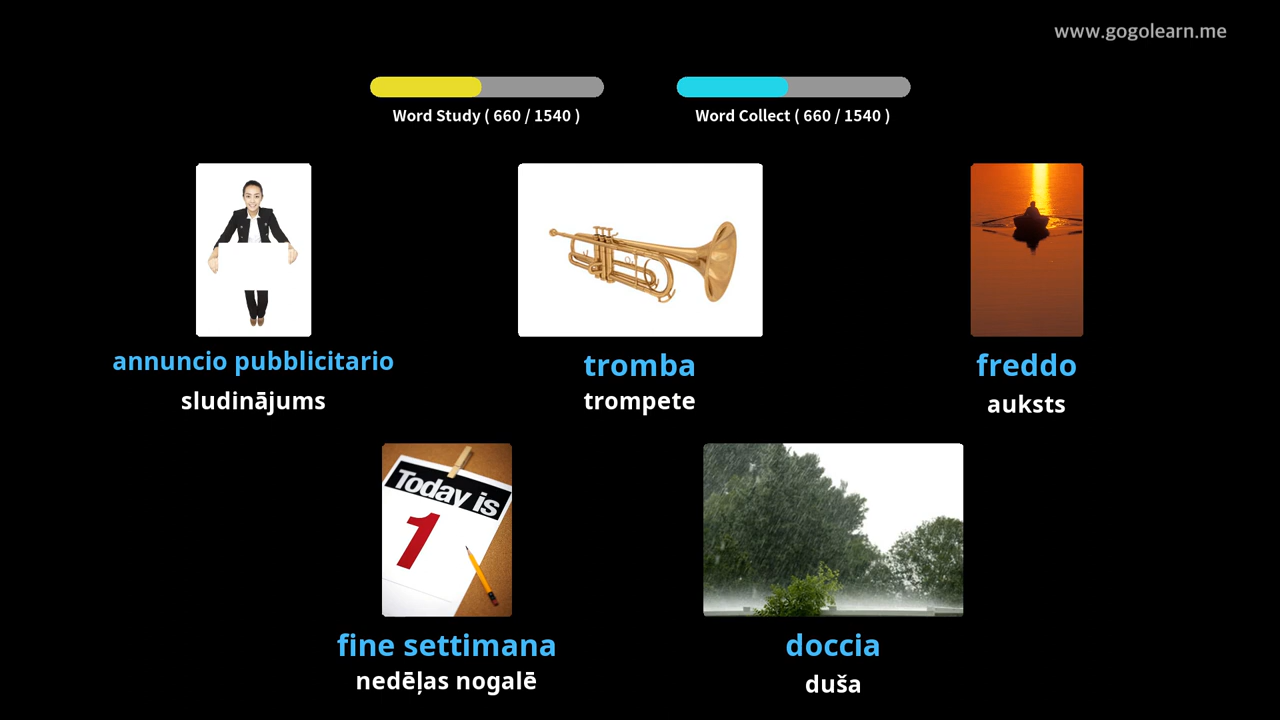 www.gogolearn.me
Word Study ( 660 / 1540 )
Word Collect ( 660 / 1540 )
annuncio pubblicitario
sludinājums
tromba
trompete
freddo
auksts
Today is
1
fine settimana
nedēļas nogalē
doccia
duša